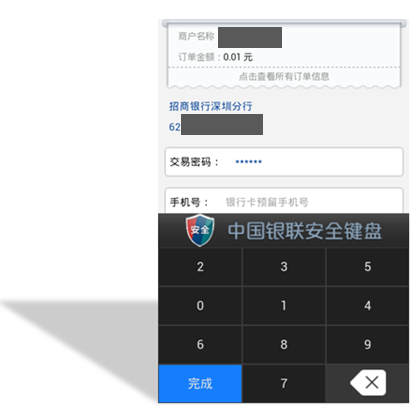 商户名称
订单金额：0.01 元
点击查看所有订单信息
招商银行深圳分行
62
交易密码： ••••••
手机号： 银行卡预留手机号
安全 中国银联安全键盘
2 3 5
0 1 4
6 8 9
完成 7